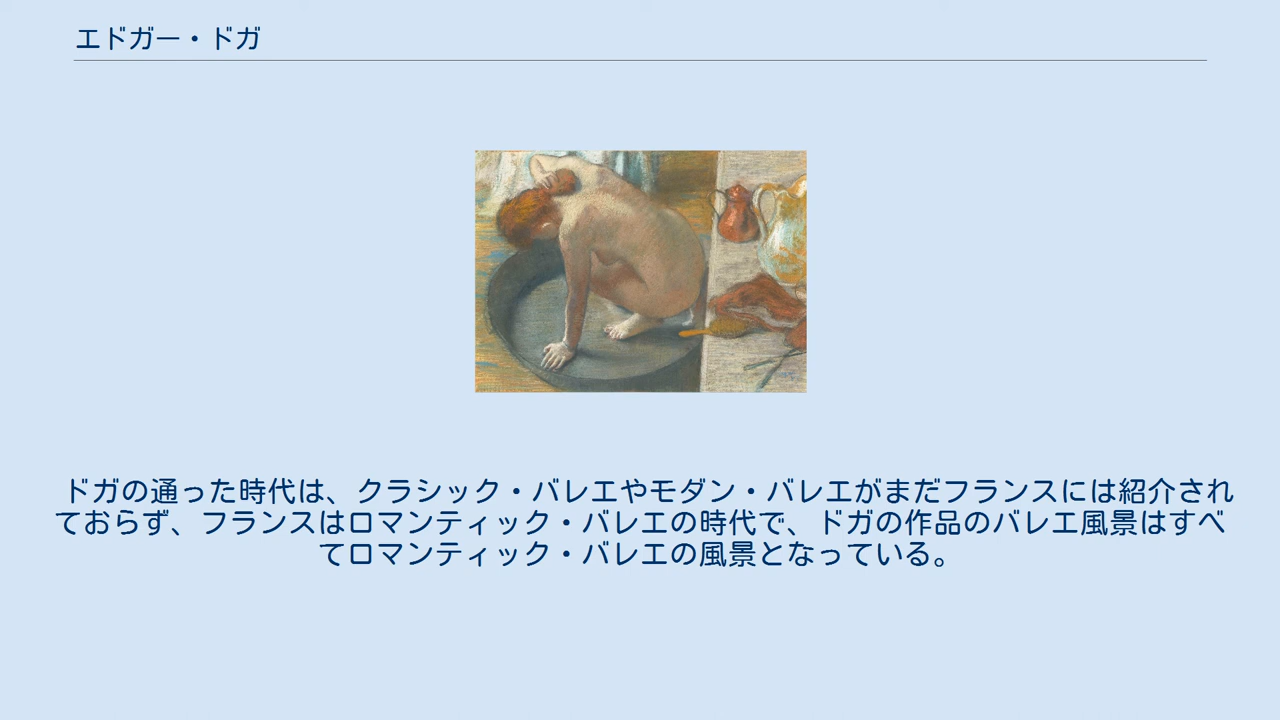 エドガー・ドガ
ドガの通った時代は、クラシック・バレエやモダン・バレエがまだフランスには紹介され
ておらず、フランスはロマンティック・バレエの時代で、ドガの作品のバレエ風景はすべ
てロマンティック・バレエの風景となっている。